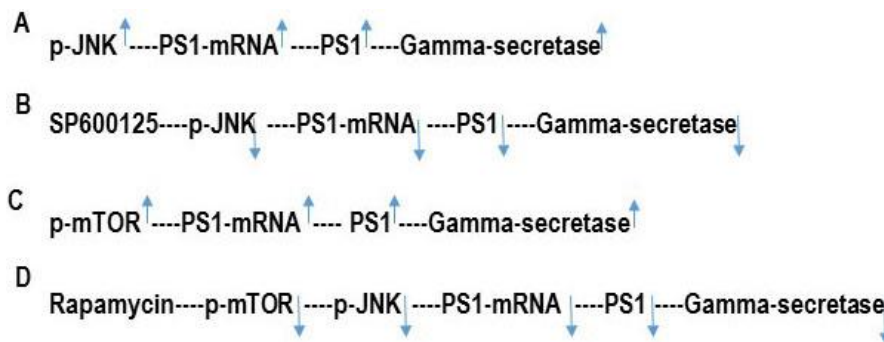 A
p-JNK----PS1-mRNA ----PS1----Gamma-secretase
B
SP600125----p-JNK ----PS1-mRNA ----PS1----Gamma-secretase
C
p-mTOR----PS1-mRNA---- PS1----Gamma-secretase
D
Rapamycin----p-mTOR----p-JNK----PS1-mRNA ----PS1----Gamma-secretase